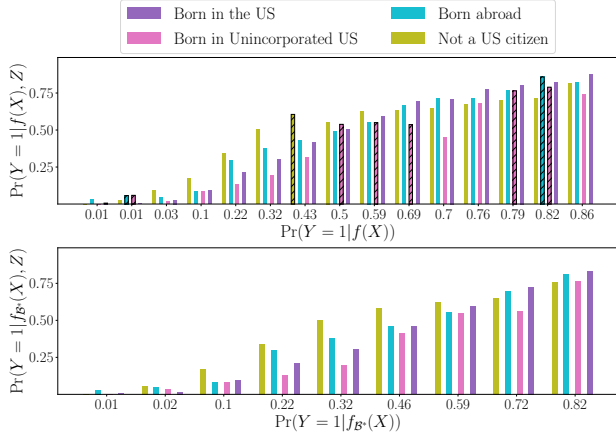 Born in the US
Born abroad
Born in Unincorporated US
Not a US citizen
Pr(Y = 1|f(X), Z)
0.75
0.50
0.25
0.01 0.01 0.03 0.1 0.22 0.32 0.43 0.5 0.59 0.69 0.7 0.76 0.79 0.82 0.86
Pr(Y = 1|f(X))
Pr(Y = 1|f_{B*}(X), Z)
0.75
0.50
0.25
0.01 0.02 0.1 0.22 0.32 0.46 0.59 0.72 0.82
Pr(Y = 1|f_{B*}(X))